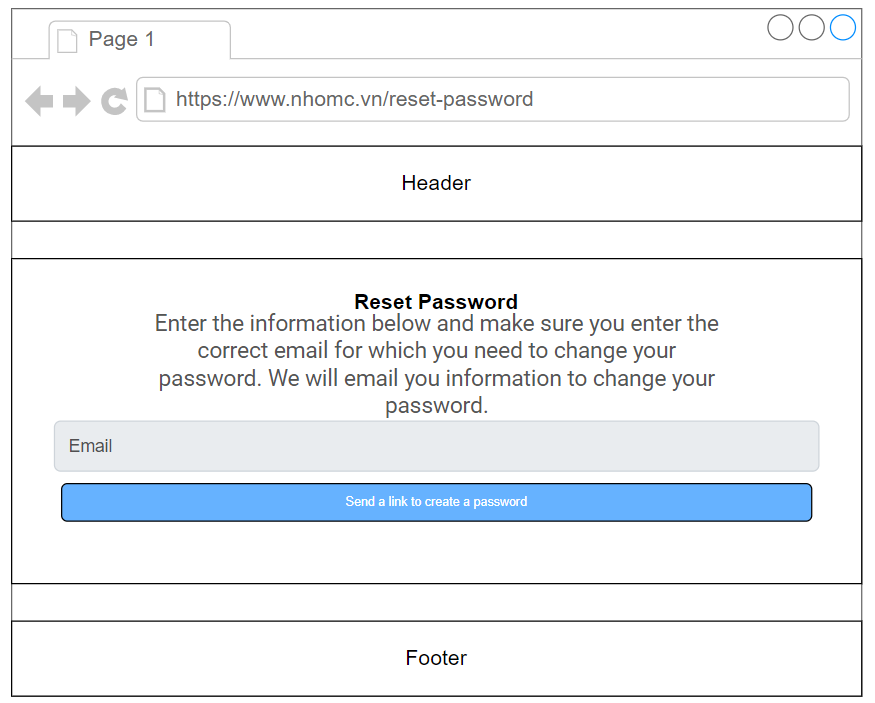 Page 1
https://www.nhomc.vn/reset-password
Header
Reset Password
Enter the information below and make sure you enter the
correct email for which you need to change your
password. We will email you information to change your
password.
Email
Send a link to create a password
Footer